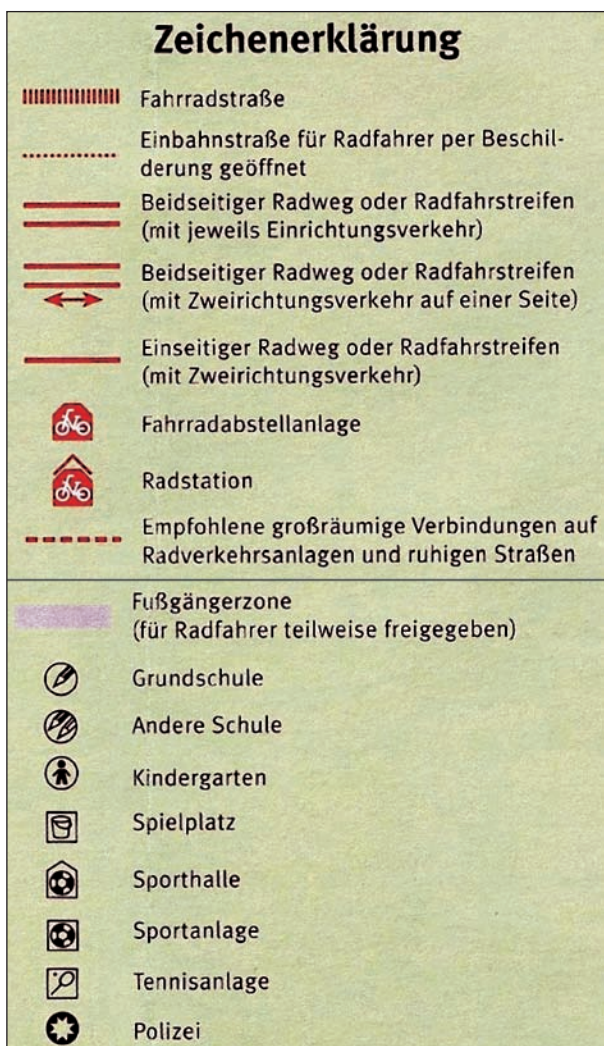 Zeichenerklärung
Fahrradstraße
Einbahnstraße für Radfahrer per Beschil-
derung geöffnet
Beidseitiger Radweg oder Radfahrstreifen
(mit jeweils Einrichtungsverkehr)
Beidseitiger Radweg oder Radfahrstreifen
(mit Zweirichtungsverkehr auf einer Seite)
Einseitiger Radweg oder Radfahrstreifen
(mit Zweirichtungsverkehr)
Fahrradabstellanlage
Radstation
Empfohlene großräumige Verbindungen auf
Radverkehrsanlagen und ruhigen Straßen
Fußgängerzone
(für Radfahrer teilweise freigegeben)
Grundschule
Andere Schule
Kindergarten
Spielplatz
Sporthalle
Sportanlage
Tennisanlage
Polizei